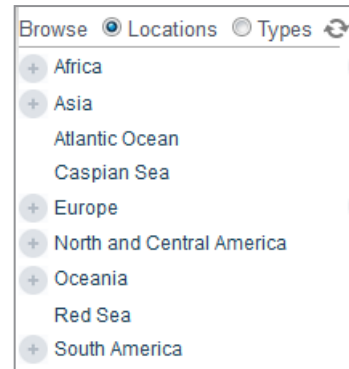 Browse Locations Types
Africa
Asia
Atlantic Ocean
Caspian Sea
Europe
North and Central America
Oceania
Red Sea
South America